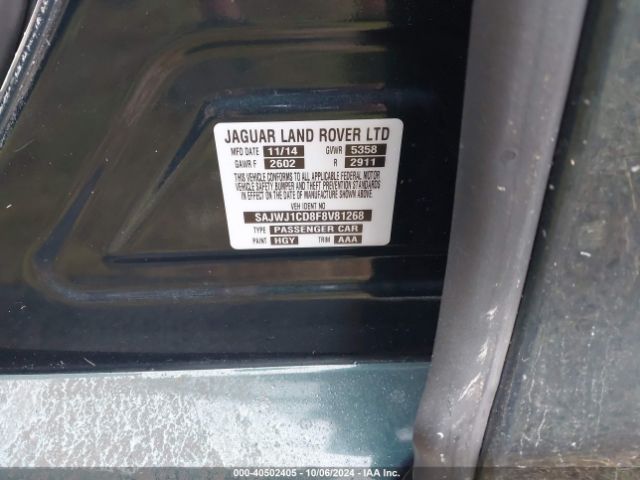 JAGUAR LAND ROVER LTD
MFD DATE 11/14 GVWR 5358
GAWR F 2602 R 2911
THIS VEHICLE CONFORMS TO ALL APPLICABLE FEDERAL MOTOR
VEHICLE SAFETY, BUMPER AND THEFT PREVENTION STANDARDS
IN EFFECT ON THE DATE OF MANUFACTURE SHOWN ABOVE.
VEH IDENT NO
SAJWJ1CD8F8V81268
TYPE PASSENGER CAR
PAINT HGY TRIM AAA
000-40502405 - 10/06/2024 - IAA Inc.